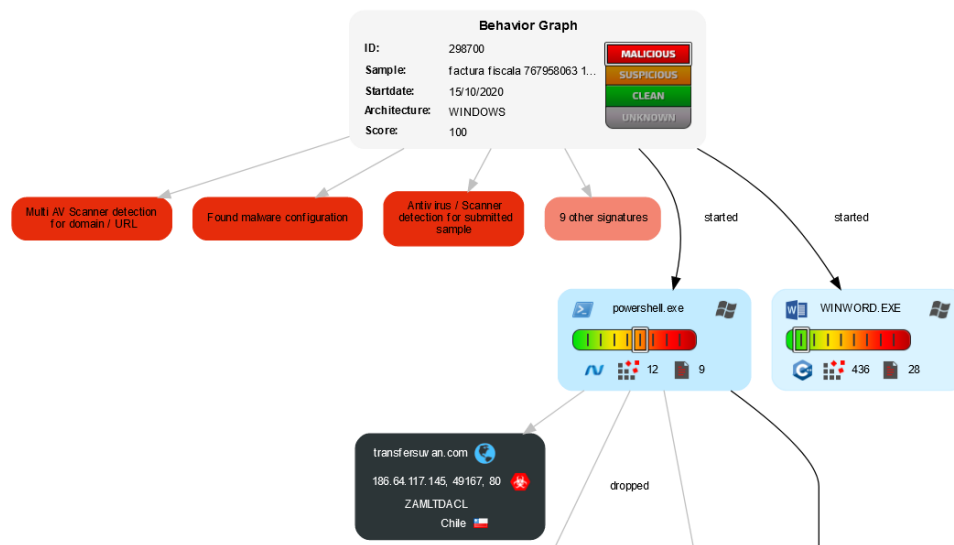 Behavior Graph
ID: 298700
Sample: factura fiscala 767958063 1...
Startdate: 15/10/2020
Architecture: WINDOWS
Score: 100
MALICIOUS
SUSPICIOUS
CLEAN
UNKNOWN
Multi AV Scanner detection
for domain / URL
Found malware configuration
Antivirus / Scanner
detection for submitted
sample
9 other signatures
started
started
powershell.exe
12 9
WINWORD.EXE
436 28
transfersuvan.com
186.64.117.145, 49167, 80
ZAMLTDACL
Chile
dropped